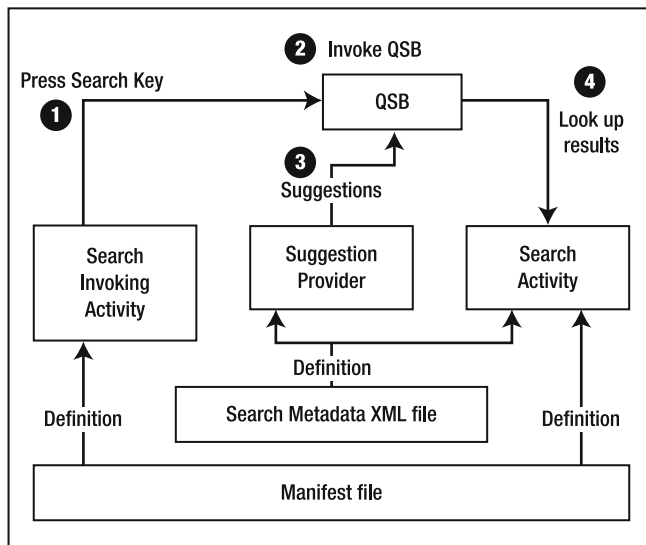 2 Invoke QSB
Press Search Key
1
QSB
4
Look up
results
3
Suggestions
Search
Invoking
Activity
Suggestion
Provider
Search
Activity
Definition
Search Metadata XML file
Definition
Definition
Manifest file